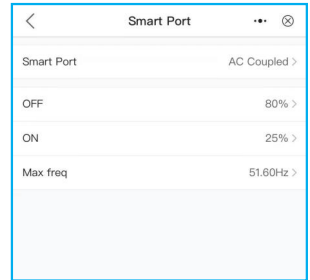 Smart Port
Smart Port AC Coupled >
OFF 80% >
ON 25% >
Max freq 51.60Hz >